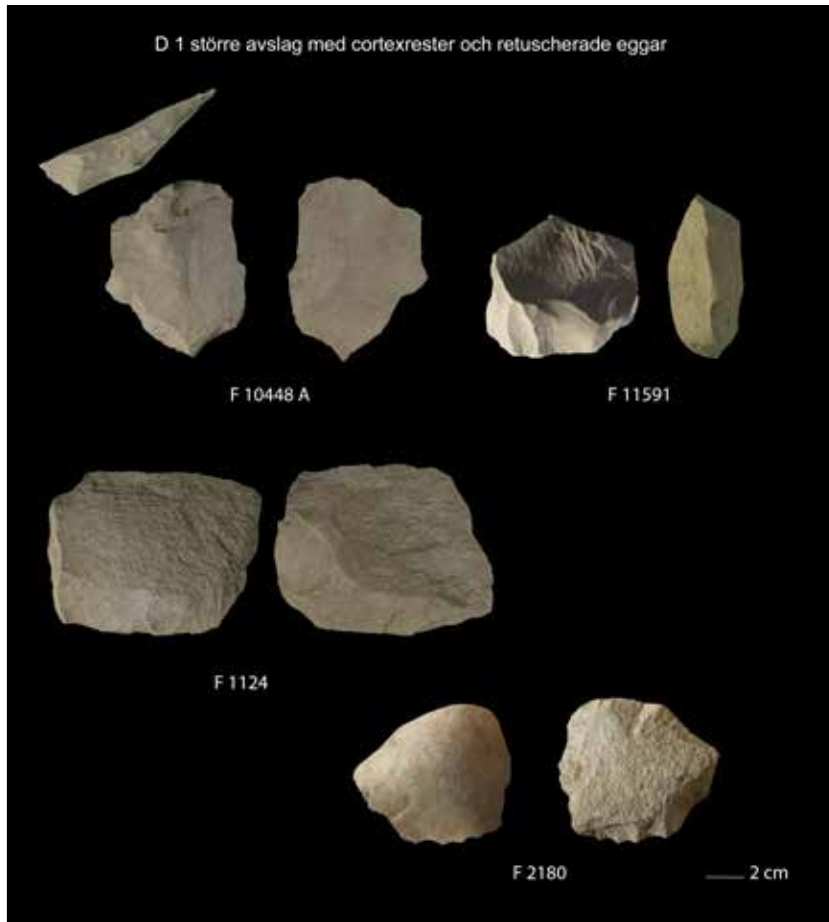 D 1 större avslag med cortexrester och retuscherade eggar
F 10448 A
F 11591
F 1124
F 2180
2 cm